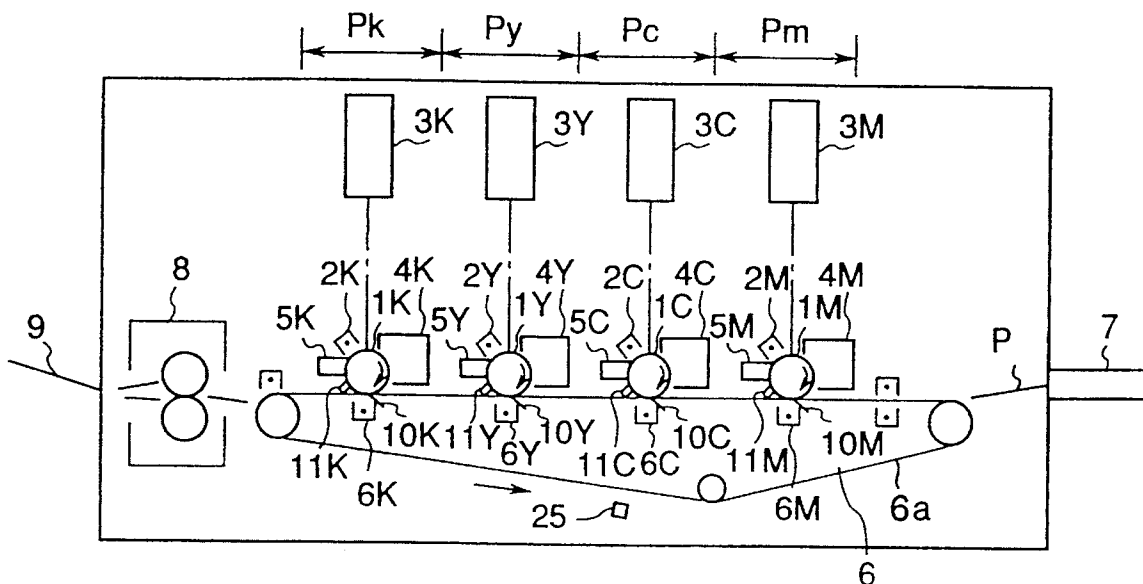 Pk Py Pc Pm
3K 3Y 3C 3M
8 2K 4K 2Y 4Y 2C 4C 2M 4M
9 5K 1K 5Y 1Y 5C 1C 5M 1M P 7
10K 11Y 6Y 10Y 10C 11M 10M
11K 11C 6C
6K 25 6M 6a
6